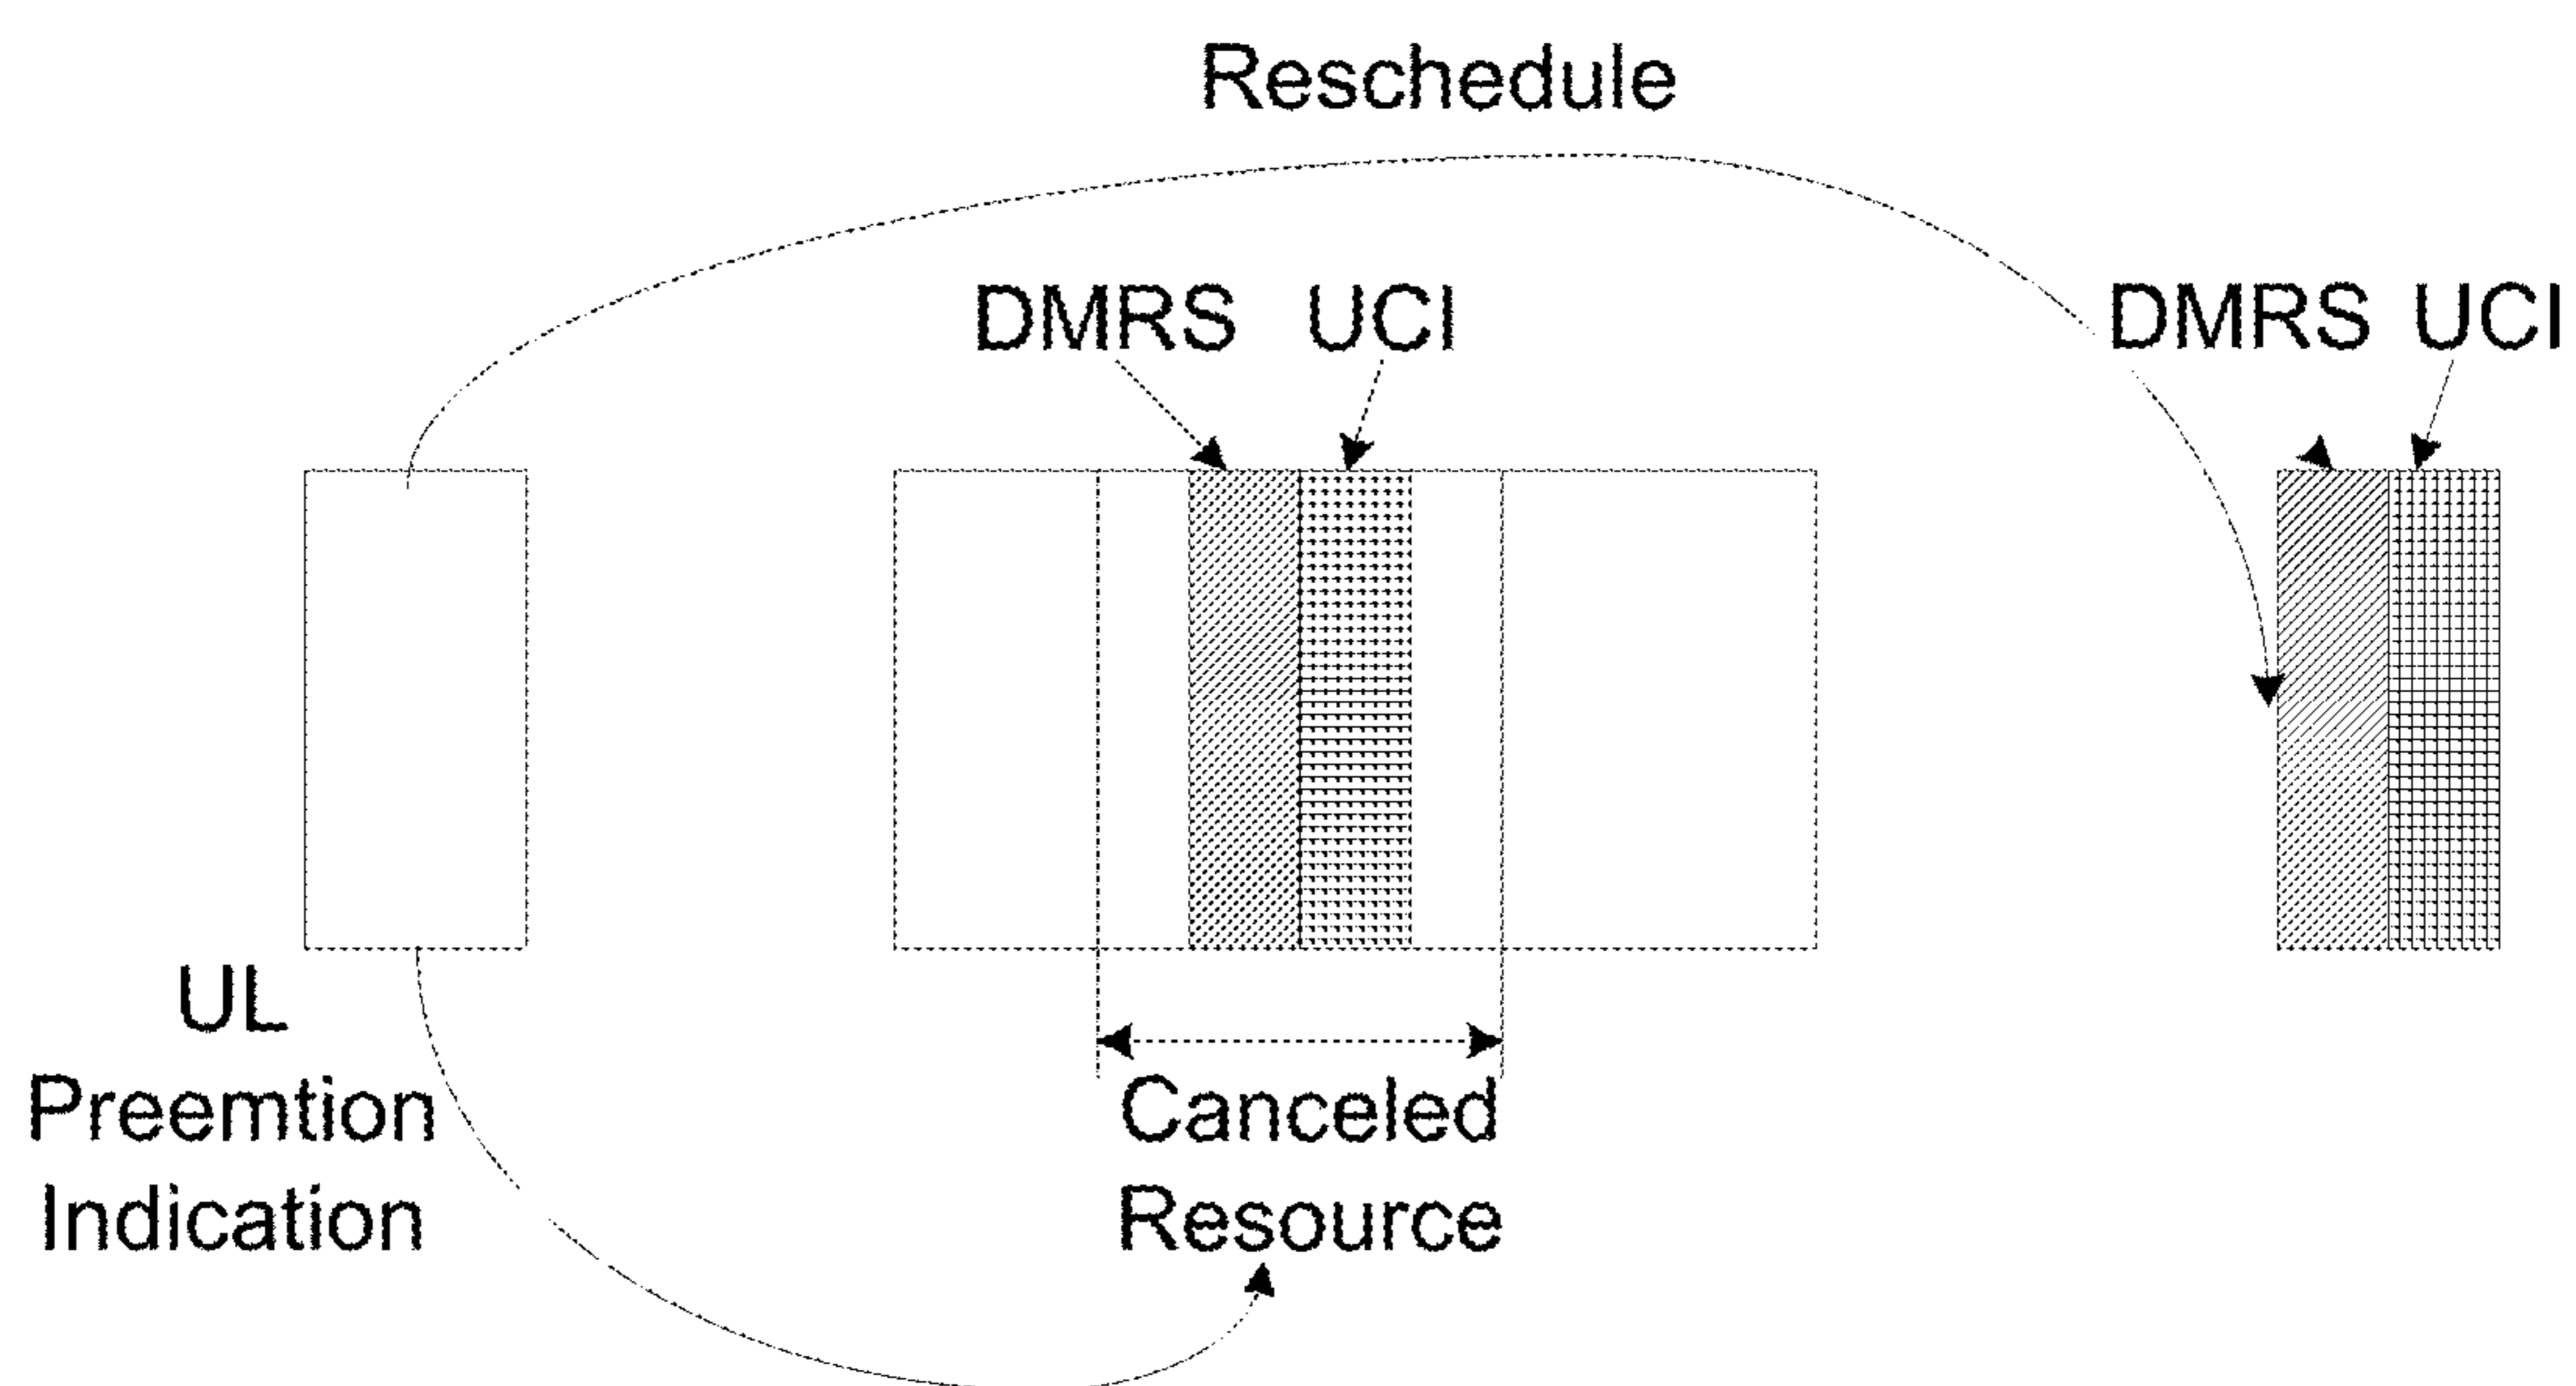 Reschedule
DMRS UCI
DMRS UCI
UL
Preemtion
Indication
Canceled
Resource